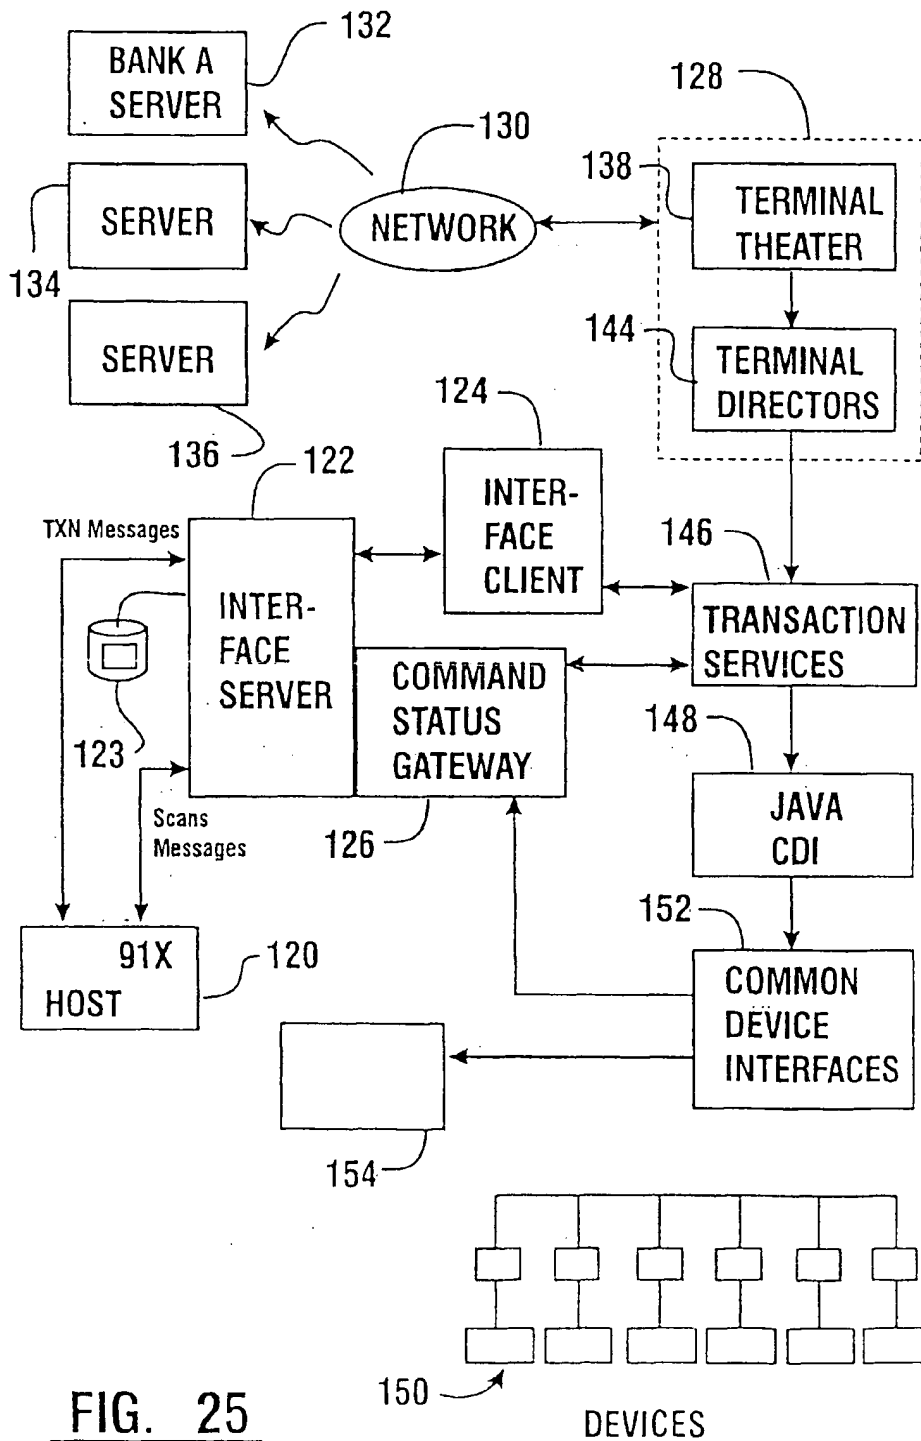 132
BANK A
SERVER
128
130
138
TERMINAL
THEATER
SERVER
NETWORK
134
144
SERVER
TERMINAL
DIRECTORS
124
136
122
INTER-
FACE
CLIENT
TXN Messages
146
INTER-
FACE
SERVER
TRANSACTION
SERVICES
COMMAND
STATUS
GATEWAY
148
123
JAVA
CDI
Scans
Messages
126
152
91X
HOST
120
COMMON
DEVICE
INTERFACES
154
150
DEVICES
FIG. 25